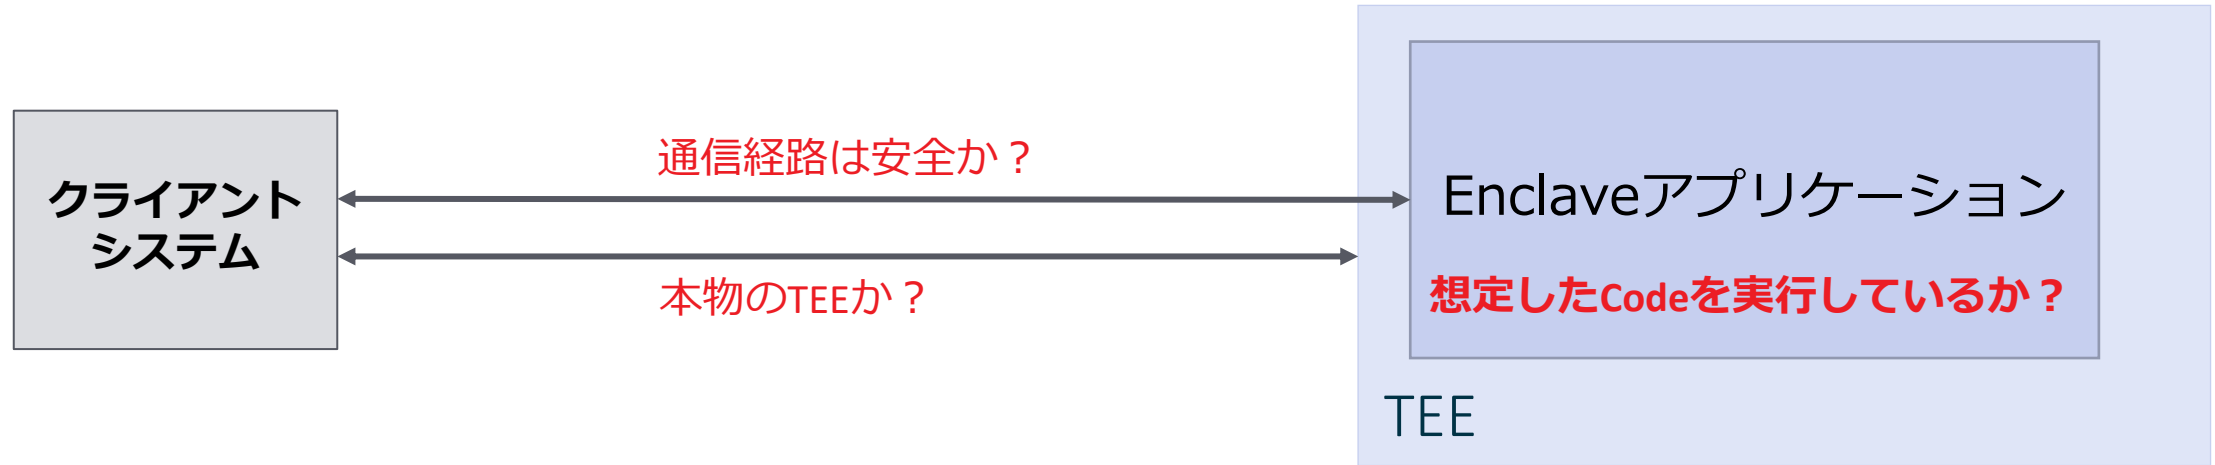 クライアント
システム
通信経路は安全か？
本物のTEEか？
Enclaveアプリケーション
想定したCodeを実行しているか？
TEE